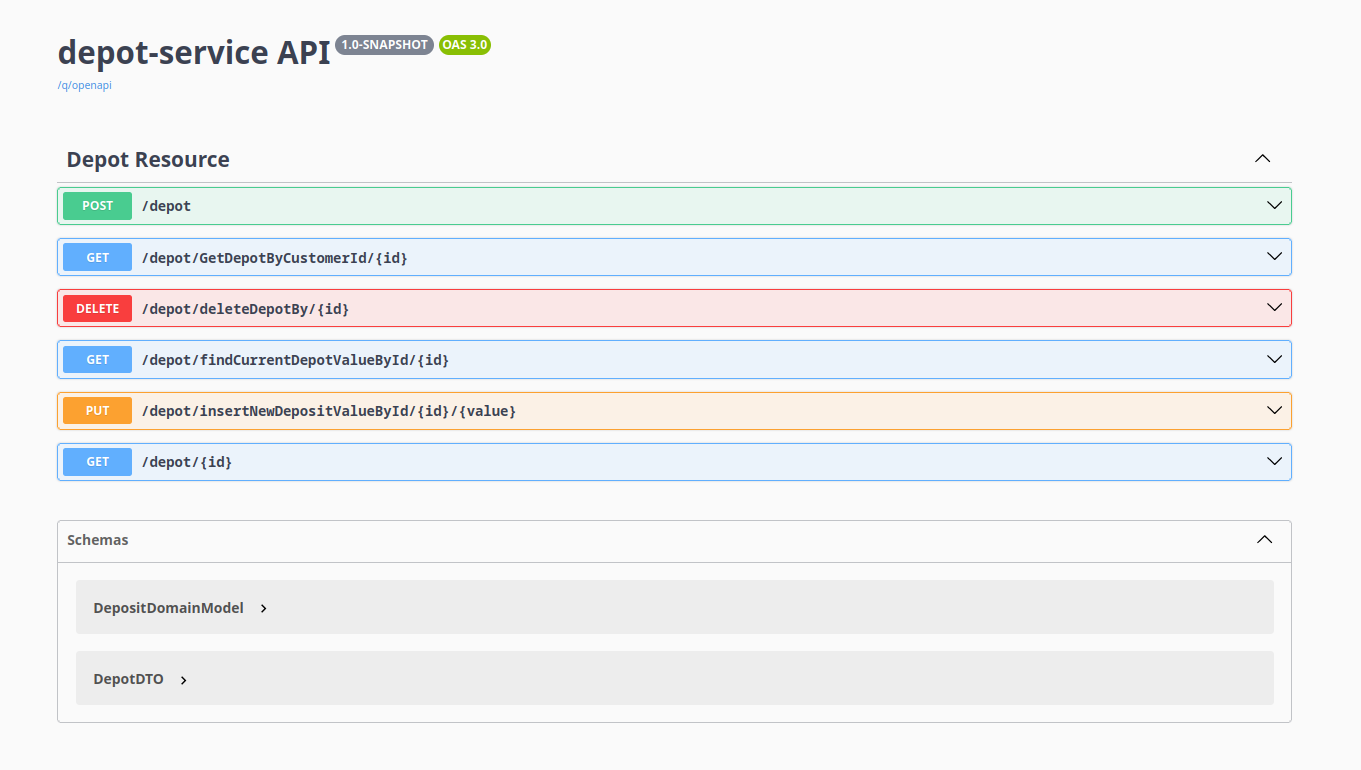 depot-service API 1.0-SNAPSHOT OAS 3.0
/q/openapi
Depot Resource
POST /depot
GET /depot/GetDepotByCustomerId/{id}
DELETE /depot/deleteDepotBy/{id}
GET /depot/findCurrentDepotValueById/{id}
PUT /depot/insertNewDepositValueById/{id}/{value}
GET /depot/{id}
Schemas
DepositDomainModel
DepotDTO